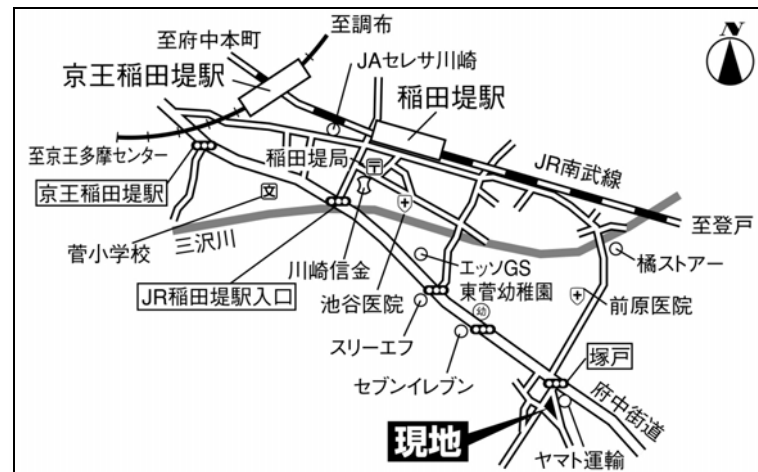 至調布
N
至府中本町
JAセレサ川崎
京王稲田堤駅
稲田堤駅
至京王多摩センター
稲田堤局
〒
JR南武線
京王稲田堤駅
文
至登戸
菅小学校
三沢川
川崎信金
エッソGS
橘ストアー
JR稲田堤駅入口
池谷医院
東菅幼稚園
幼
前原医院
スリーエフ
塚戸
セブンイレブン
府中街道
現地
ヤマト運輸